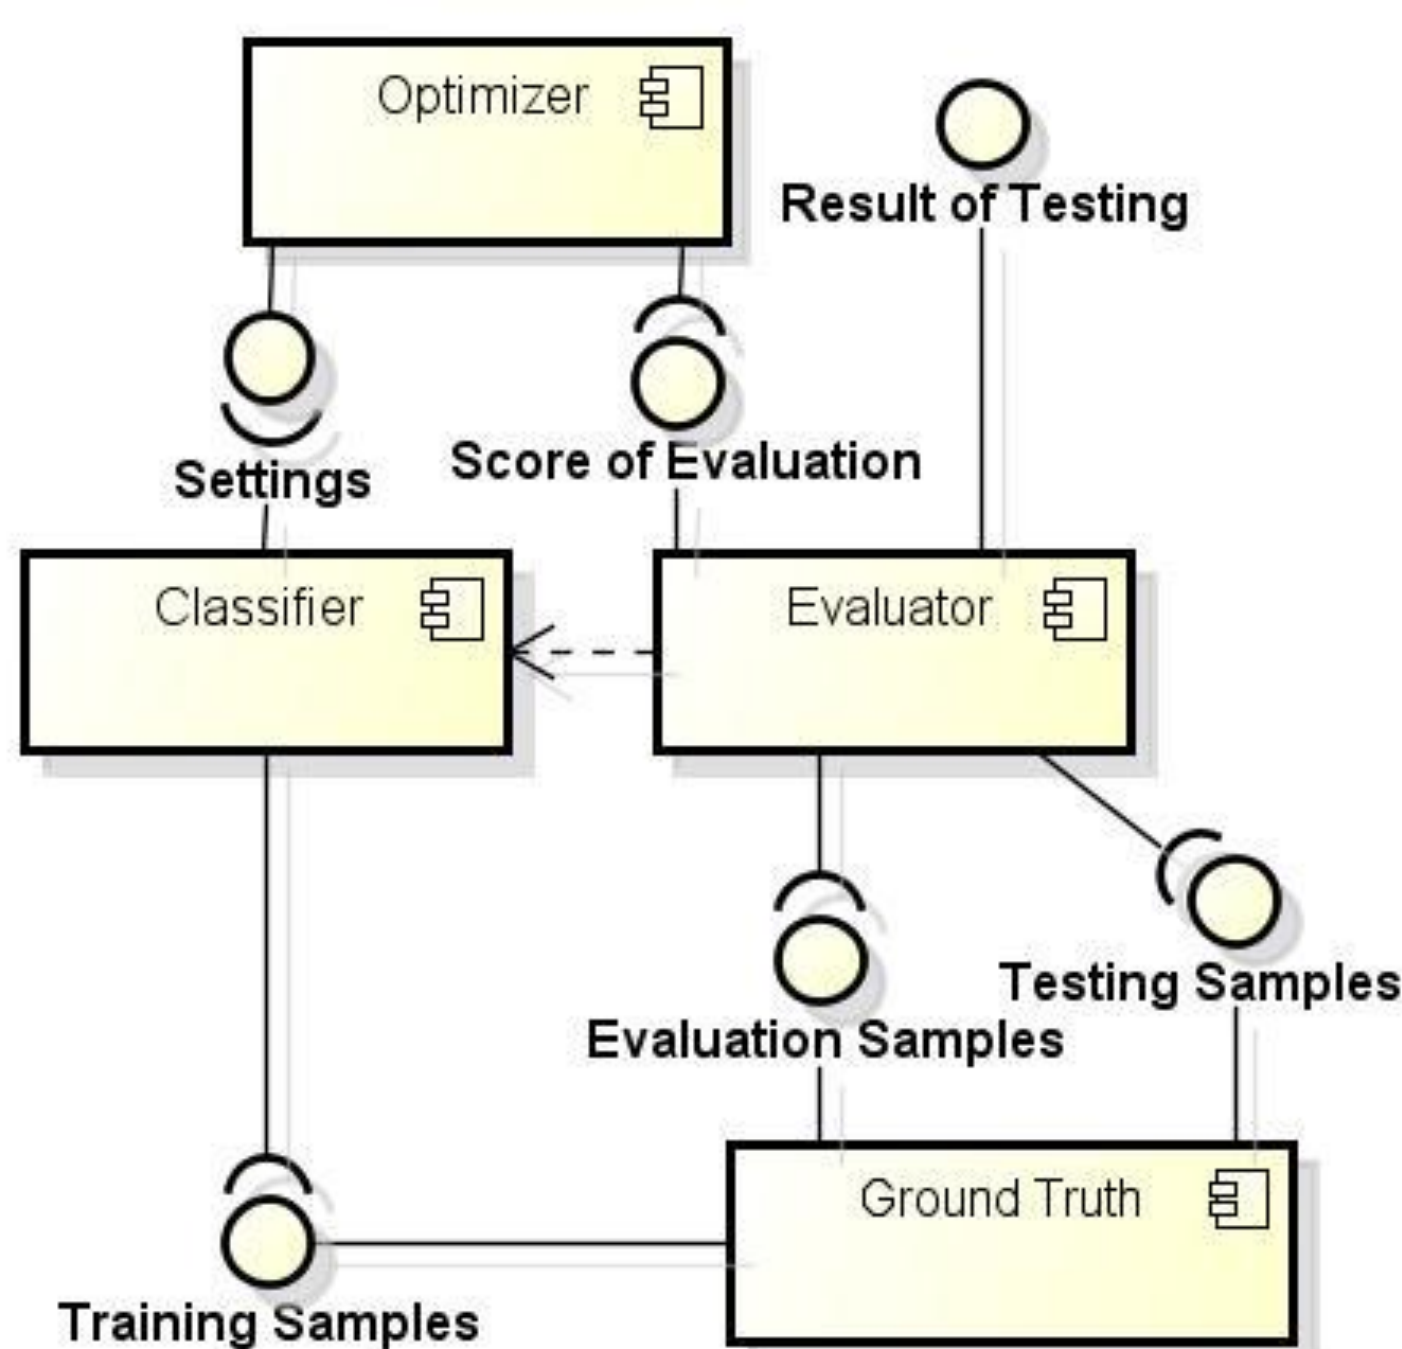 Optimizer
Result of Testing
Settings
Score of Evaluation
Classifier
Evaluator
Testing Samples
Evaluation Samples
Ground Truth
Training Samples